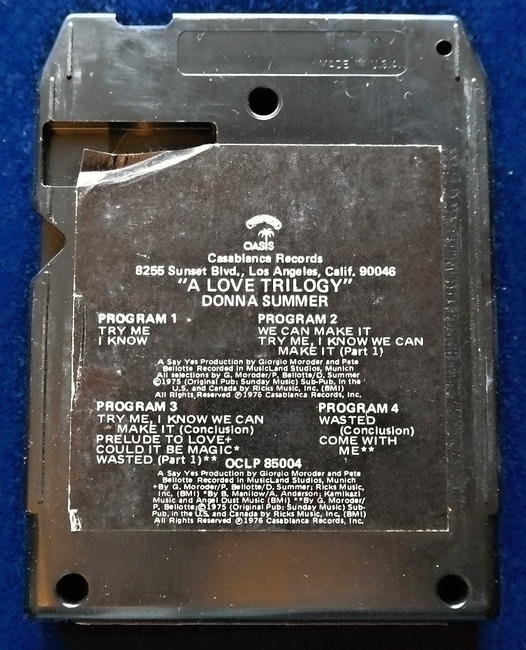 MADE IN U.S.A.
OASIS
Casablanca Records
8255 Sunset Blvd., Los Angeles, Calif. 90046
"A LOVE TRILOGY"
DONNA SUMMER
PROGRAM 1
TRY ME
I KNOW
PROGRAM 2
WE CAN MAKE IT
TRY ME, I KNOW WE CAN
MAKE IT (Part 1)
A Say Yes Production by Giorgio Moroder and Pete
Bellotte Recorded in MusicLand Studios, Munich
All selections by G. Moroder/P. Bellotte/D. Summer
©1975 (Original Pub: Sunday Music) Sub-Pub. in the
U.S. and Canada by Ricks Music, Inc. (BMI)
All Rights Reserved ℗1976 Casablanca Records, Inc.
PROGRAM 3
TRY ME, I KNOW WE CAN
MAKE IT (Conclusion)
PRELUDE TO LOVE+
COULD IT BE MAGIC*
WASTED (Part 1)**
PROGRAM 4
WASTED
(Conclusion)
COME WITH
ME**
OCLP 85004
A Say Yes Production by Giorgio Moroder and Pete
Bellotte Recorded in MusicLand Studios, Munich
+By G. Moroder/P. Bellotte/D. Summer; Ricks Music,
Inc. (BMI) *By B. Manilow/A. Anderson; Kamikazi
Music and Angel Dust Music (BMI) **By G. Moroder/
P. Bellotte; ©1975 (Original Pub: Sunday Music) Sub-
Pub. in the U.S. and Canada by Ricks Music, Inc. (BMI)
All Rights Reserved ℗1976 Casablanca Records, Inc.